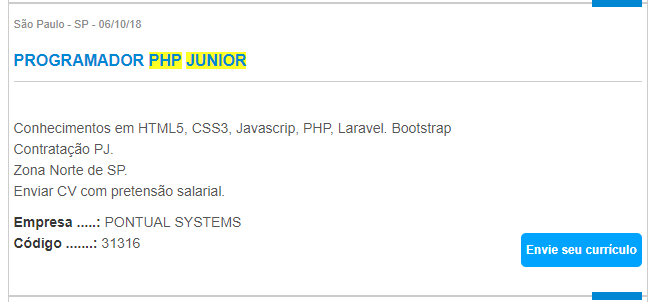 São Paulo - SP - 06/10/18
PROGRAMADOR PHP JUNIOR
Conhecimentos em HTML5, CSS3, Javascrip, PHP, Laravel. Bootstrap
Contratação PJ.
Zona Norte de SP.
Enviar CV com pretensão salarial.
Empresa .....: PONTUAL SYSTEMS
Código .......: 31316
Envie seu currículo